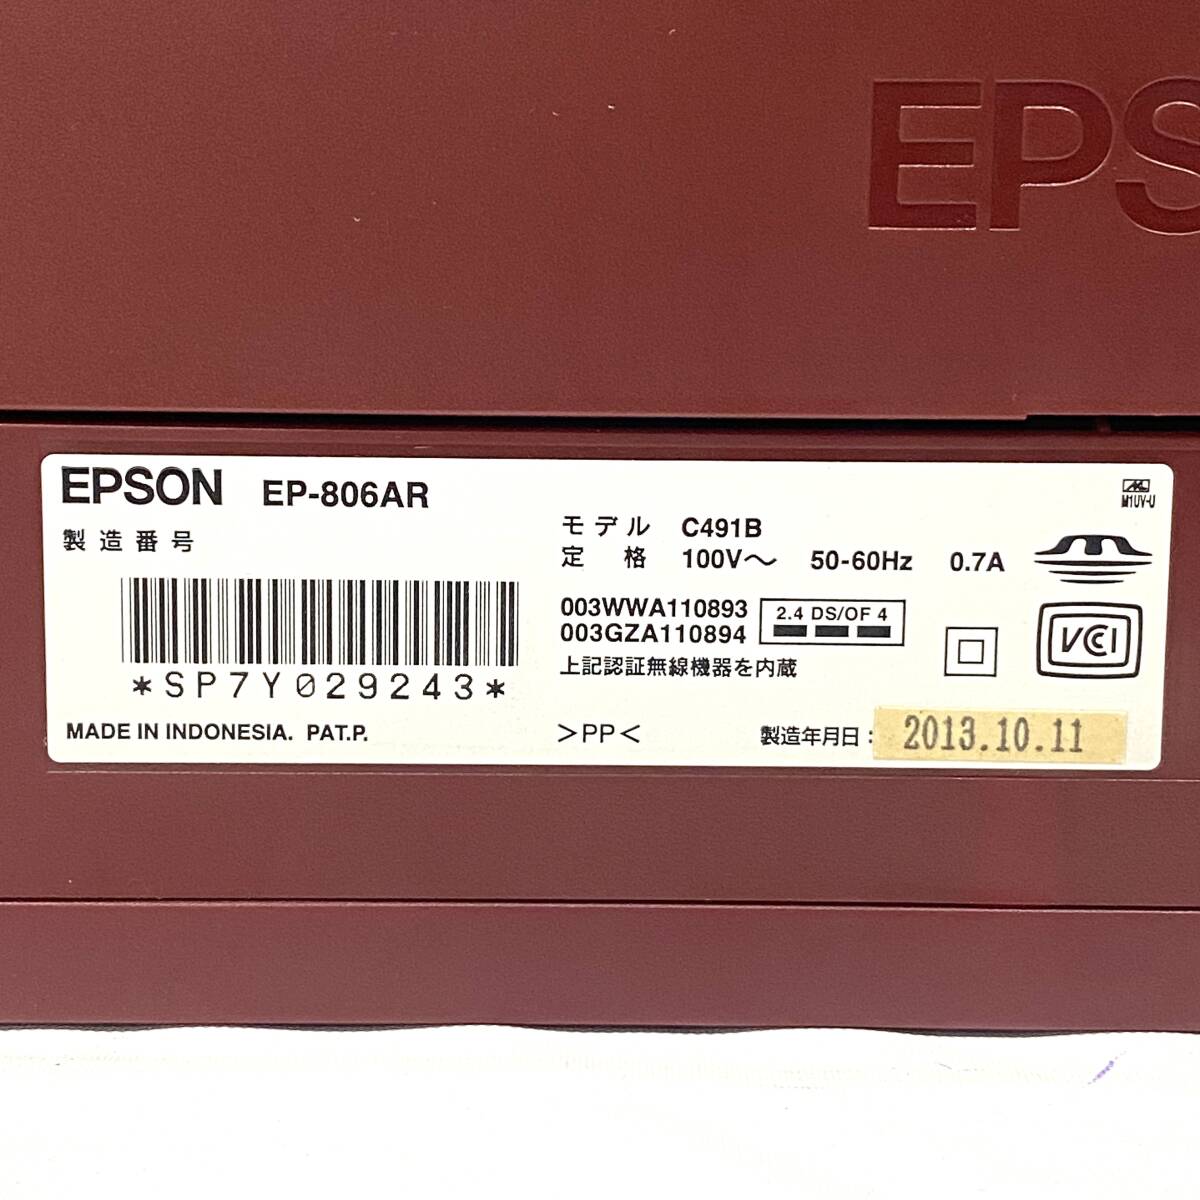 EPS
EPSON EP-806AR
製造番号
*SP7Y029243*
MADE IN INDONESIA. PAT.P.
モデル C491B
定格 100V～ 50-60Hz 0.7A
003WWA110893
003GZA110894
2.4 DS/OF 4
上記認証無線機器を内蔵
>PP<
製造年月日: 2013.10.11
M1UV-U
VCCI